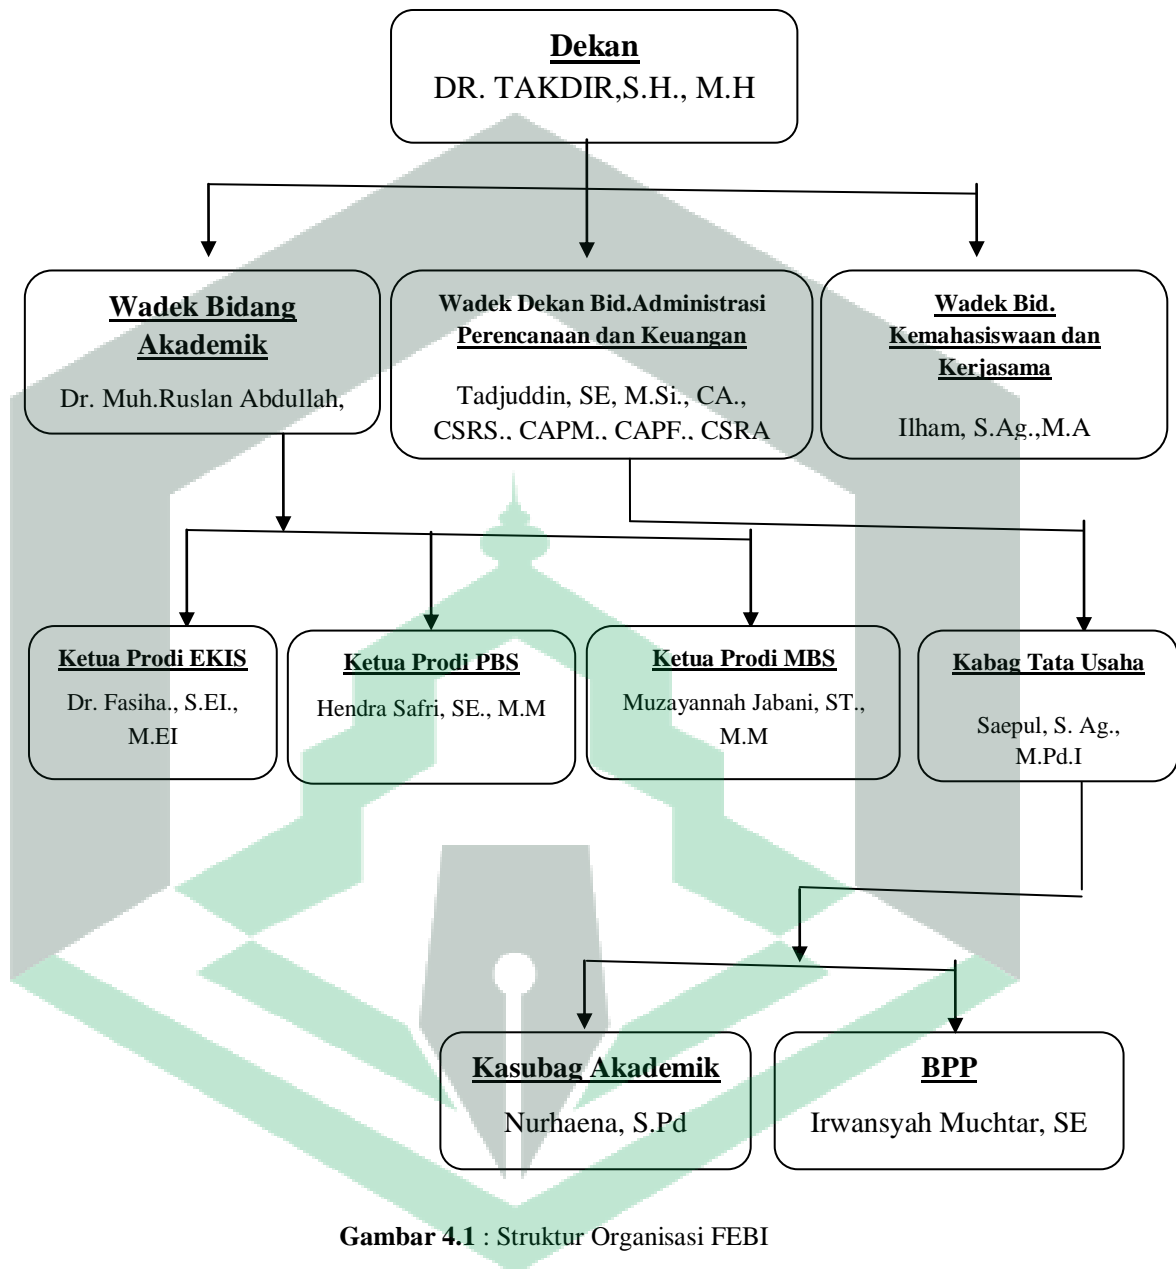 Dekan
DR. TAKDIR,S.H., M.H
Wadek Bidang
Akademik
Dr. Muh.Ruslan Abdullah,
Wadek Dekan Bid.Administrasi
Perencanaan dan Keuangan
Tadjuddin, SE, M.Si., CA.,
CSRS., CAPM., CAPF., CSRA
Wadek Bid.
Kemahasiswaan dan
Kerjasama
Ilham, S.Ag.,M.A
Ketua Prodi EKIS
Dr. Fasiha., S.EI.,
M.EI
Ketua Prodi PBS
Hendra Safri, SE., M.M
Ketua Prodi MBS
Muzayannah Jabani, ST.,
M.M
Kabag Tata Usaha
Saepul, S. Ag.,
M.Pd.I
Kasubag Akademik
Nurhaena, S.Pd
BPP
Irwansyah Muchtar, SE
Gambar 4.1 : Struktur Organisasi FEBI